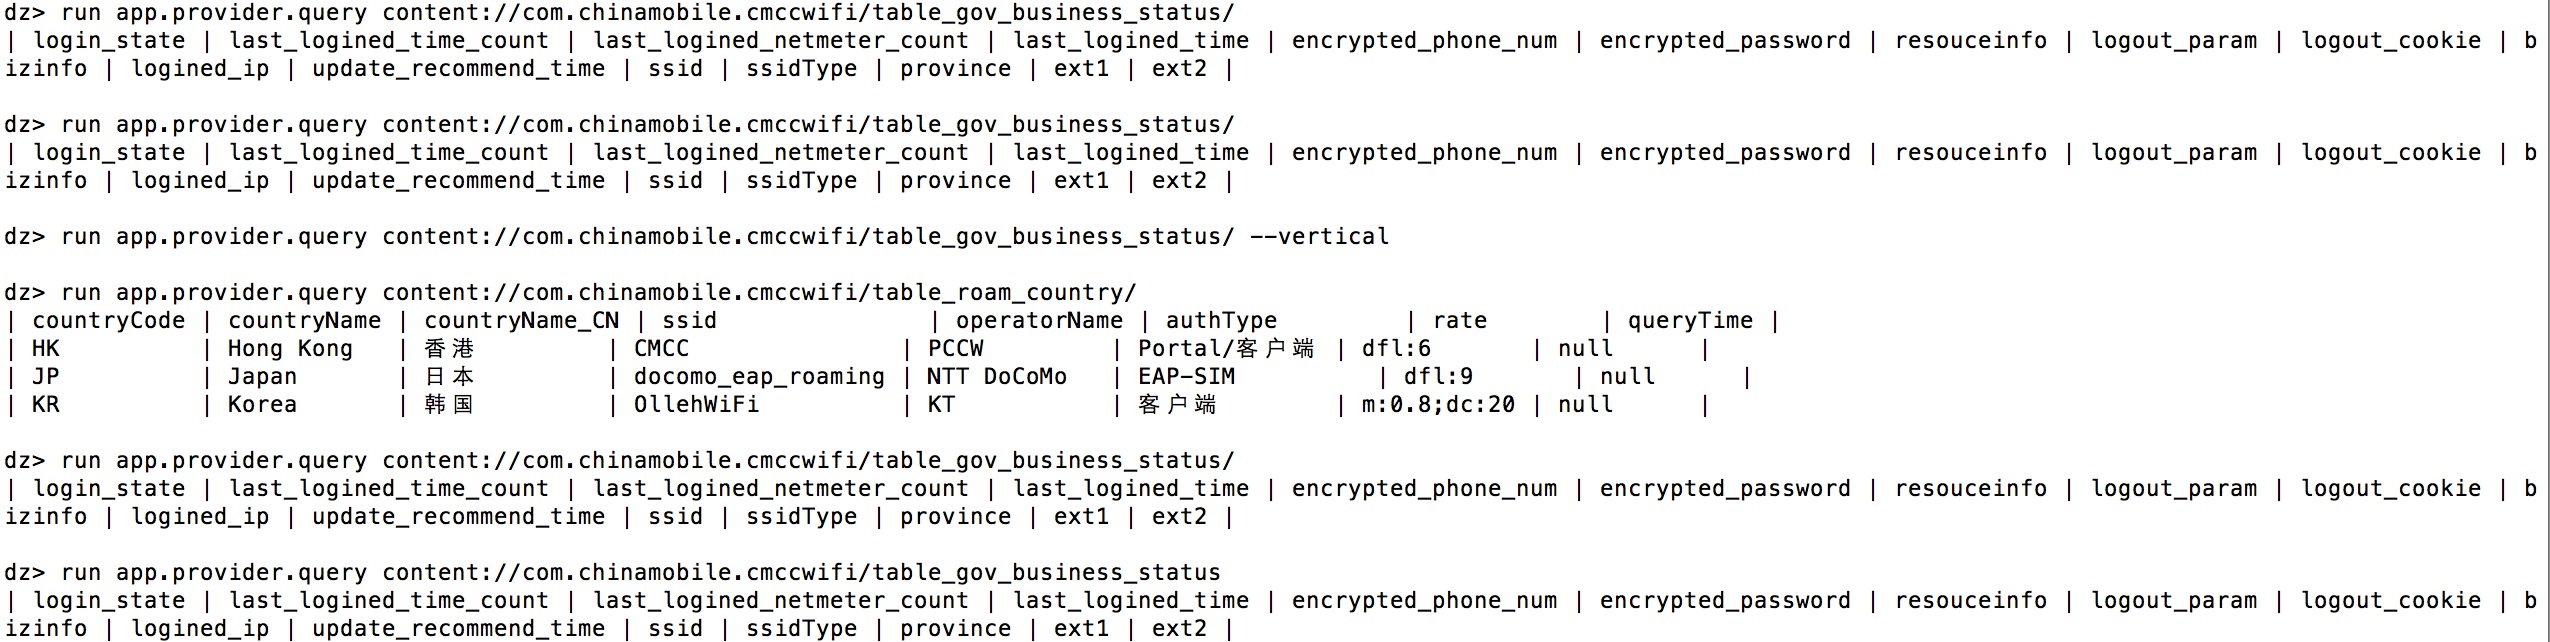 dz> run app.provider.query content://com.chinamobile.cmccwifi/table_gov_business_status/
| login_state | last_logined_time_count | last_logined_netmeter_count | last_logined_time | encrypted_phone_num | encrypted_password | resouceinfo | logout_param | logout_cookie | b
izinfo | logined_ip | update_recommend_time | ssid | ssidType | province | ext1 | ext2 |
dz> run app.provider.query content://com.chinamobile.cmccwifi/table_gov_business_status/
| login_state | last_logined_time_count | last_logined_netmeter_count | last_logined_time | encrypted_phone_num | encrypted_password | resouceinfo | logout_param | logout_cookie | b
izinfo | logined_ip | update_recommend_time | ssid | ssidType | province | ext1 | ext2 |
dz> run app.provider.query content://com.chinamobile.cmccwifi/table_gov_business_status/ --vertical
dz> run app.provider.query content://com.chinamobile.cmccwifi/table_roam_country/
| countryCode | countryName | countryName_CN | ssid | operatorName | authType | rate | queryTime |
| HK | Hong Kong | 香港 | CMCC | PCCW | Portal/客户端 | dfl:6 | null |
| JP | Japan | 日本 | docomo_eap_roaming | NTT DoCoMo | EAP-SIM | dfl:9 | null |
| KR | Korea | 韩国 | OllehWiFi | KT | 客户端 | m:0.8;dc:20 | null |
dz> run app.provider.query content://com.chinamobile.cmccwifi/table_gov_business_status/
| login_state | last_logined_time_count | last_logined_netmeter_count | last_logined_time | encrypted_phone_num | encrypted_password | resouceinfo | logout_param | logout_cookie | b
izinfo | logined_ip | update_recommend_time | ssid | ssidType | province | ext1 | ext2 |
dz> run app.provider.query content://com.chinamobile.cmccwifi/table_gov_business_status
| login_state | last_logined_time_count | last_logined_netmeter_count | last_logined_time | encrypted_phone_num | encrypted_password | resouceinfo | logout_param | logout_cookie | b
izinfo | logined_ip | update_recommend_time | ssid | ssidType | province | ext1 | ext2 |